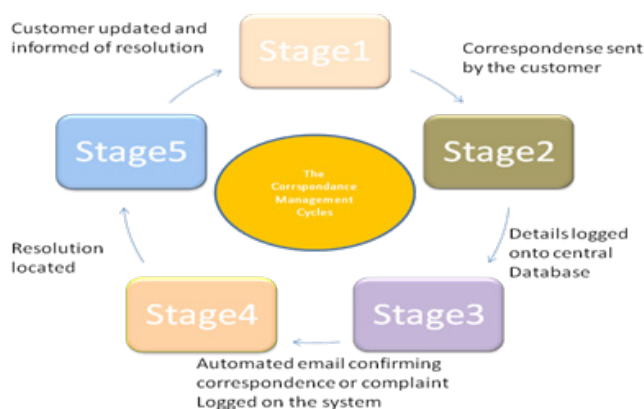 Customer updated and
informed of resolution
Stage1
Correspondense sent
by the customer
Stage5
Stage2
The
Corrspondance
Management
Cycles
Resolution
located
Details logged
onto central
Database
Stage4
Stage3
Automated email confirming
correspondence or complaint
Logged on the system